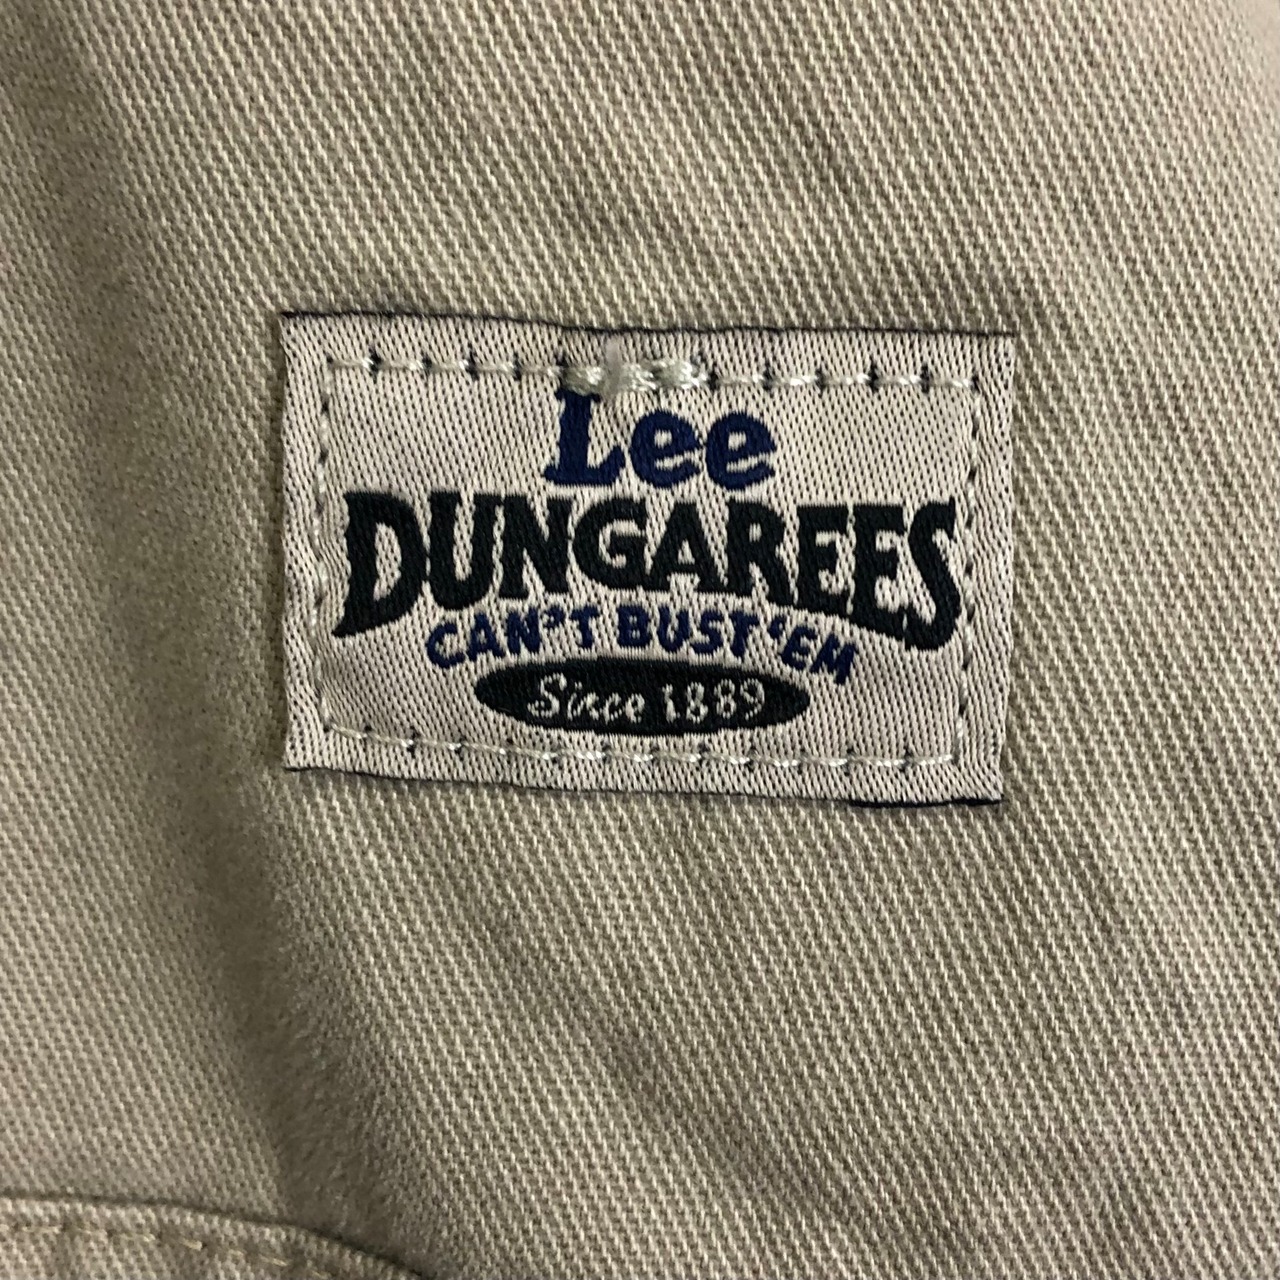 Lee
DUNGAREES
CAN'T BUST 'EM
Since 1889